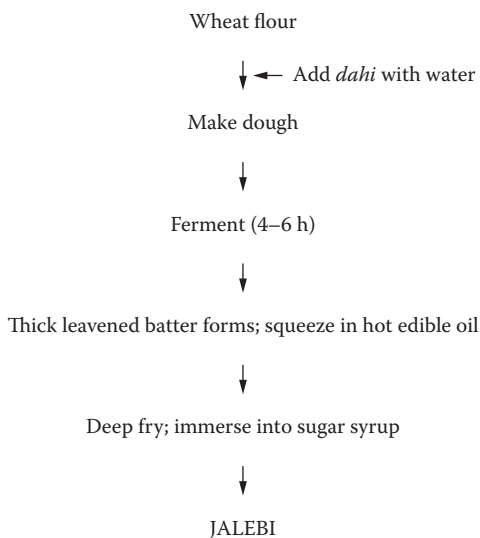 Wheat flour
Add dahi with water
Make dough
Ferment (4–6 h)
Thick leavened batter forms; squeeze in hot edible oil
Deep fry; immerse into sugar syrup
JALEBI